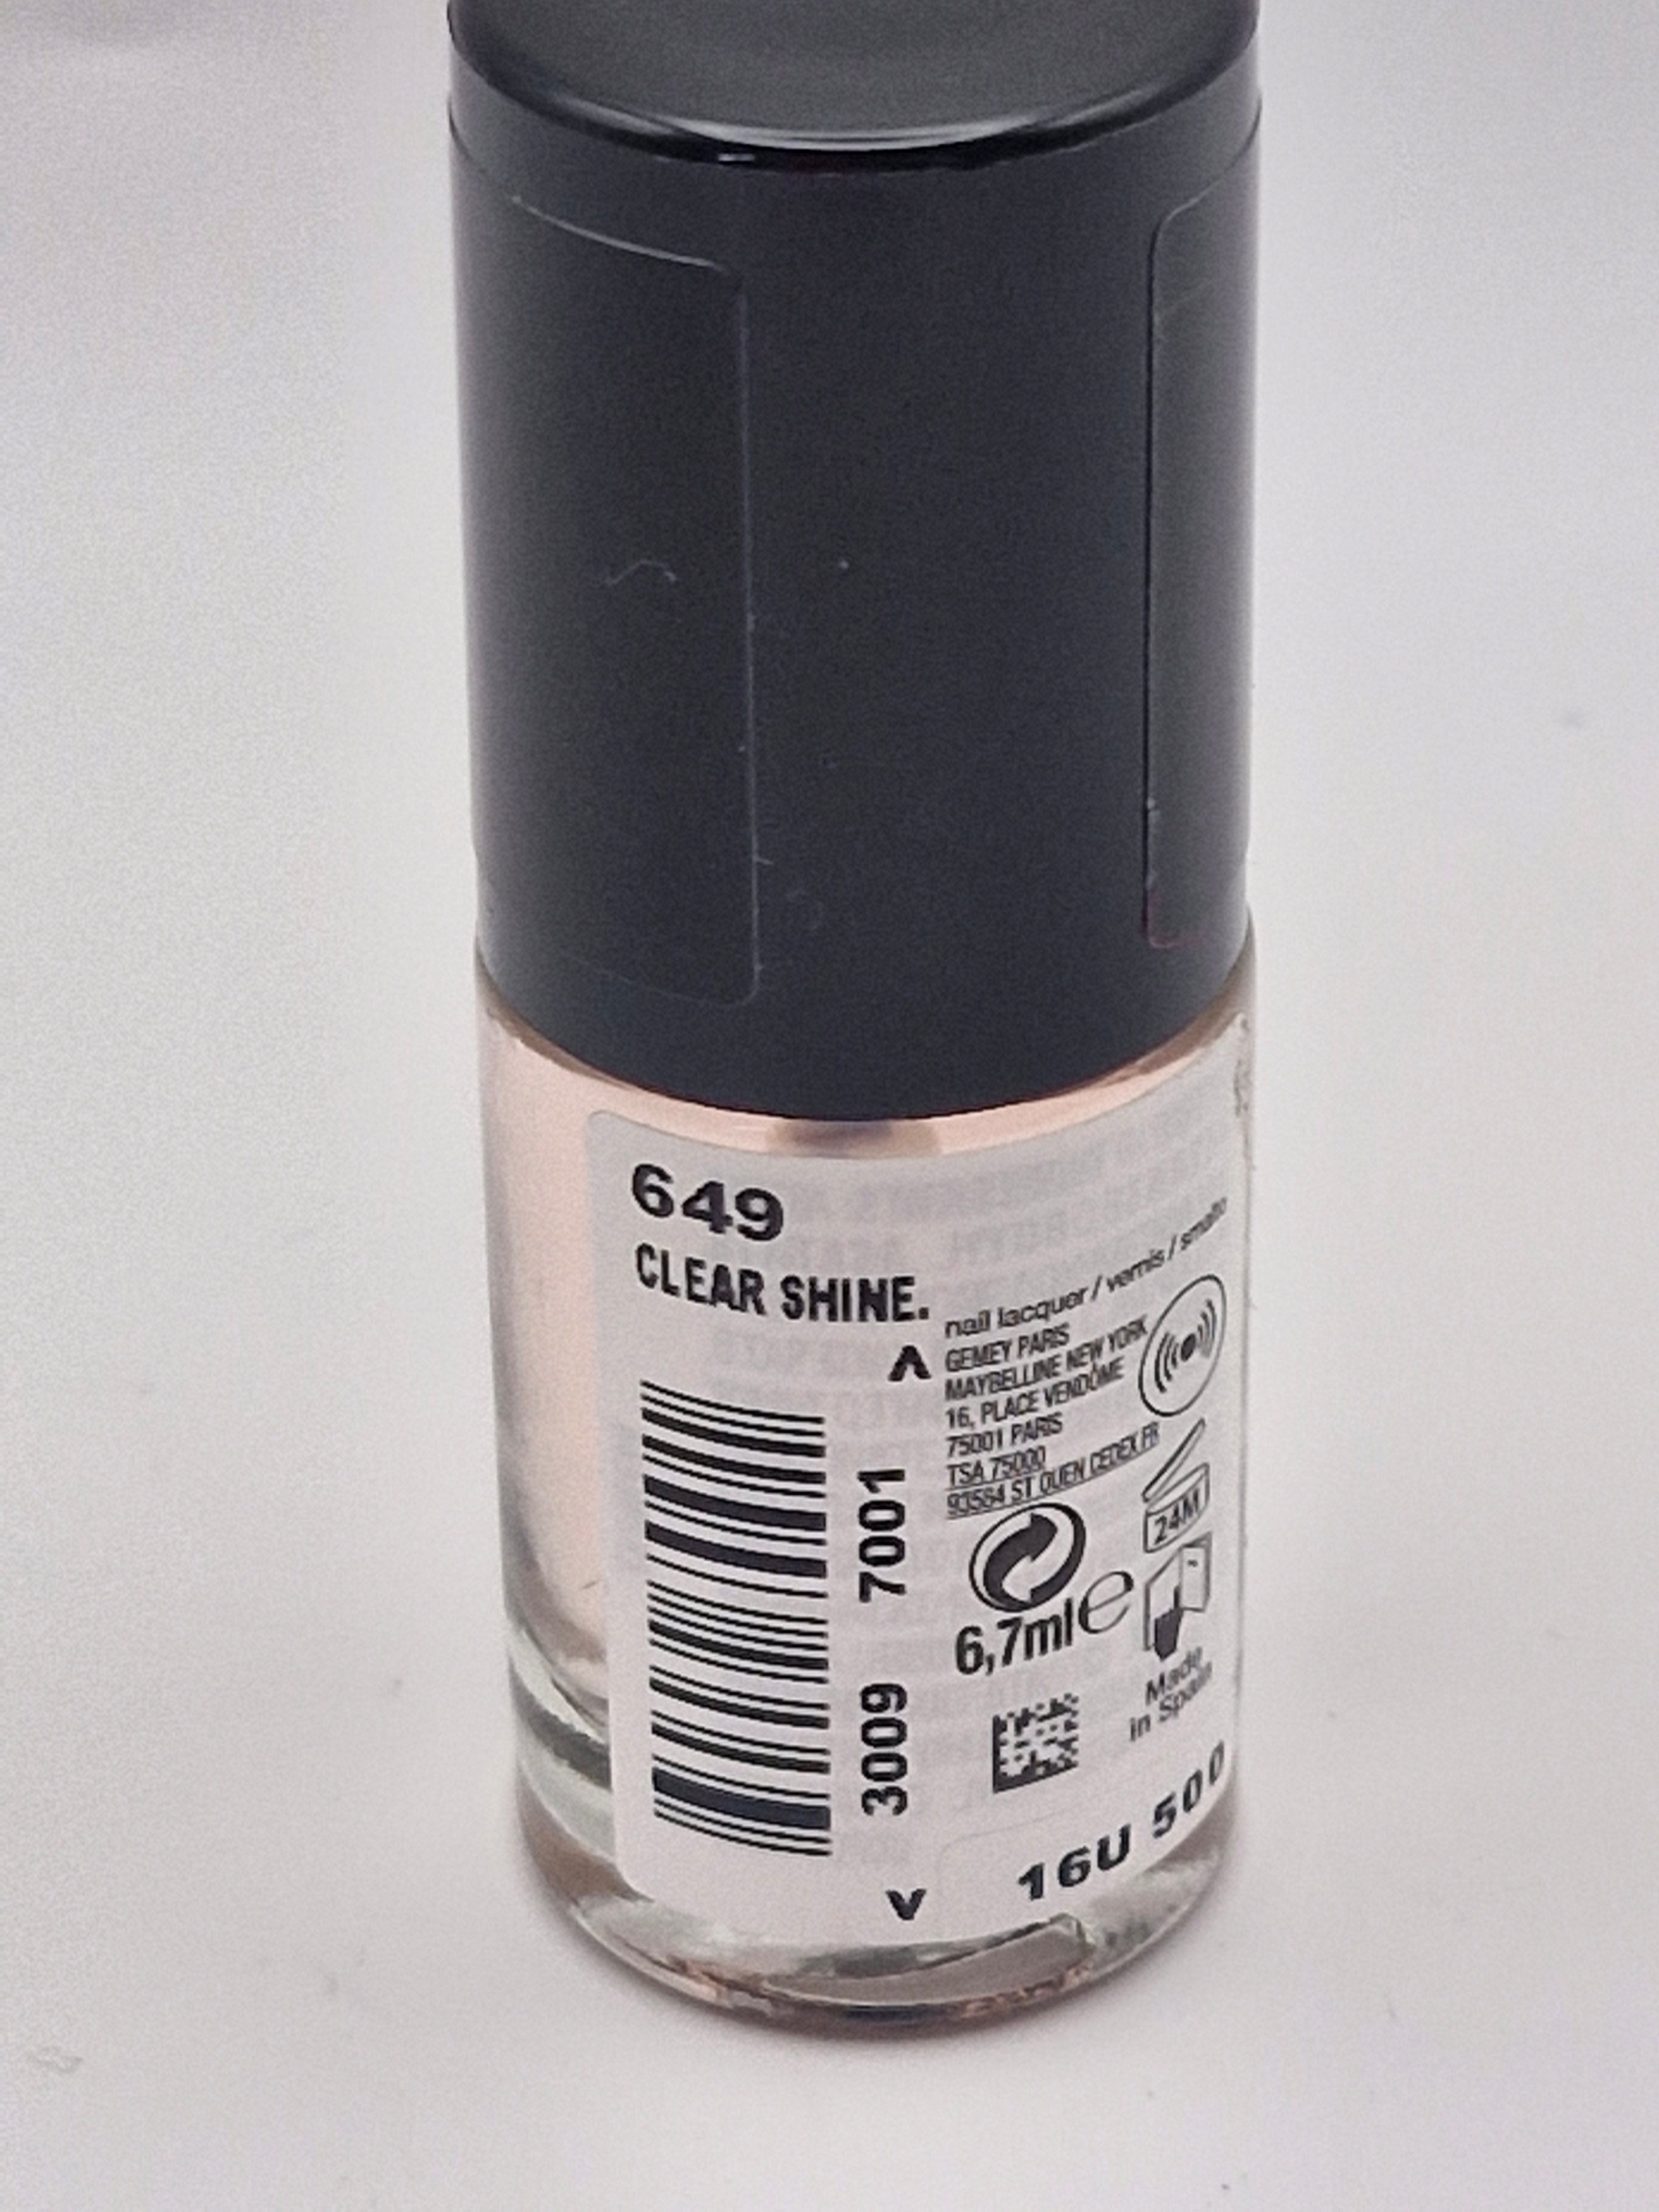 649
CLEAR SHINE.
nail lacquer / vernis / smalto
GEMEY PARIS
MAYBELLINE NEW YORK
16, PLACE VENDÔME
75001 PARIS
TSA 75000
93584 ST OUEN CEDEX FR
24M
6,7ml e
Made
in Spain
< 3009 7001 >
16U 500